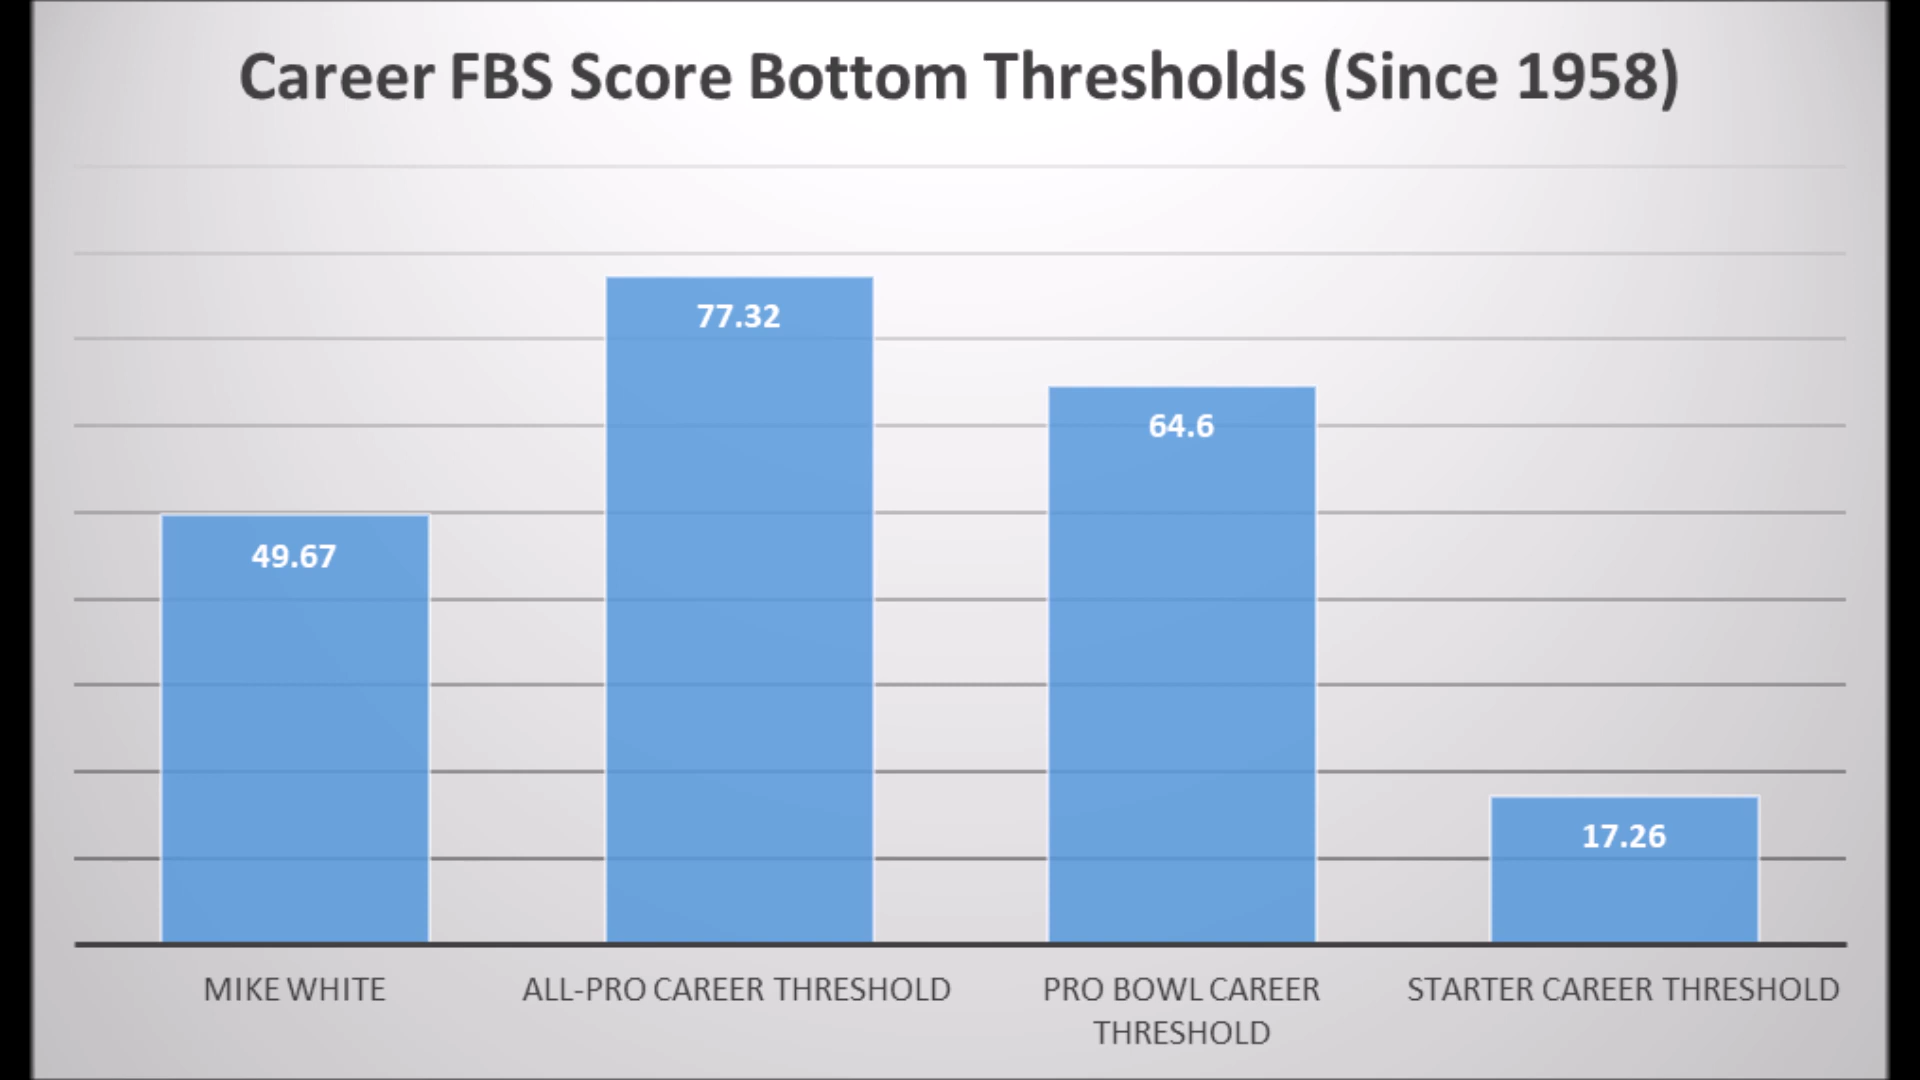 Career FBS Score Bottom Thresholds (Since 1958)
77.32
64.6
49.67
17.26
MIKE WHITE
ALL-PRO CAREER THRESHOLD
PRO BOWL CAREER
THRESHOLD
STARTER CAREER THRESHOLD